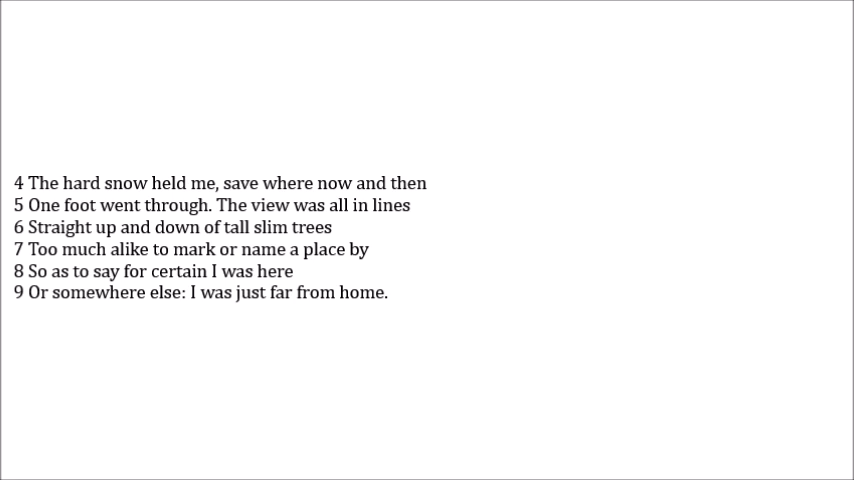 4 The hard snow held me, save where now and then
5 One foot went through. The view was all in lines
6 Straight up and down of tall slim trees
7 Too much alike to mark or name a place by
8 So as to say for certain I was here
9 Or somewhere else: I was just far from home.